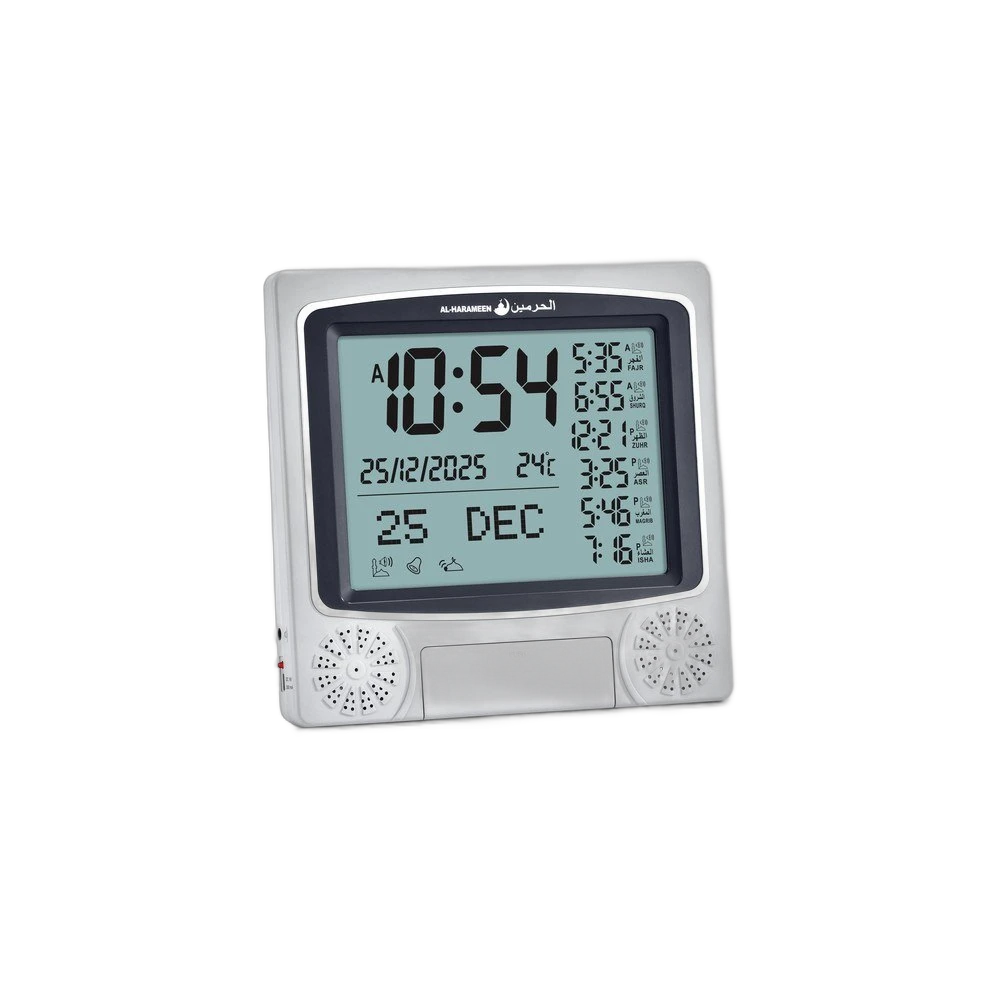 AL-HARAMEEN الحرمين
A 10:54
25/12/2025 24°C
25 DEC
5:35 A الفجر FAJR
6:55 A الشروق SHURQ
12:21 P الظهر ZUHR
3:25 P العصر ASR
5:46 P المغرب MAGRIB
7:16 P العشاء ISHA